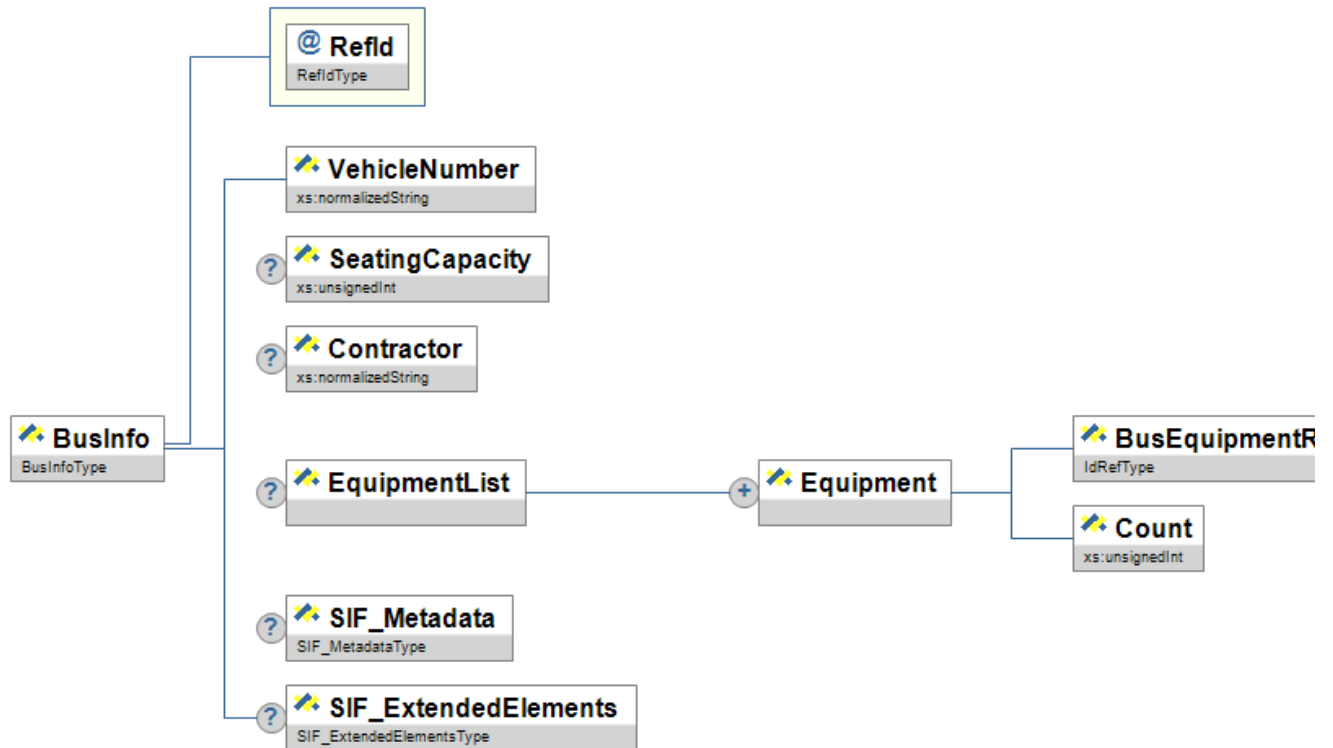 @ RefId
RefIdType
VehicleNumber
xs:normalizedString
? SeatingCapacity
xs:unsignedInt
? Contractor
xs:normalizedString
BusInfo
BusInfoType
? EquipmentList
+ Equipment
BusEquipmentR
IdRefType
Count
xs:unsignedInt
? SIF_Metadata
SIF_MetadataType
? SIF_ExtendedElements
SIF_ExtendedElementsType